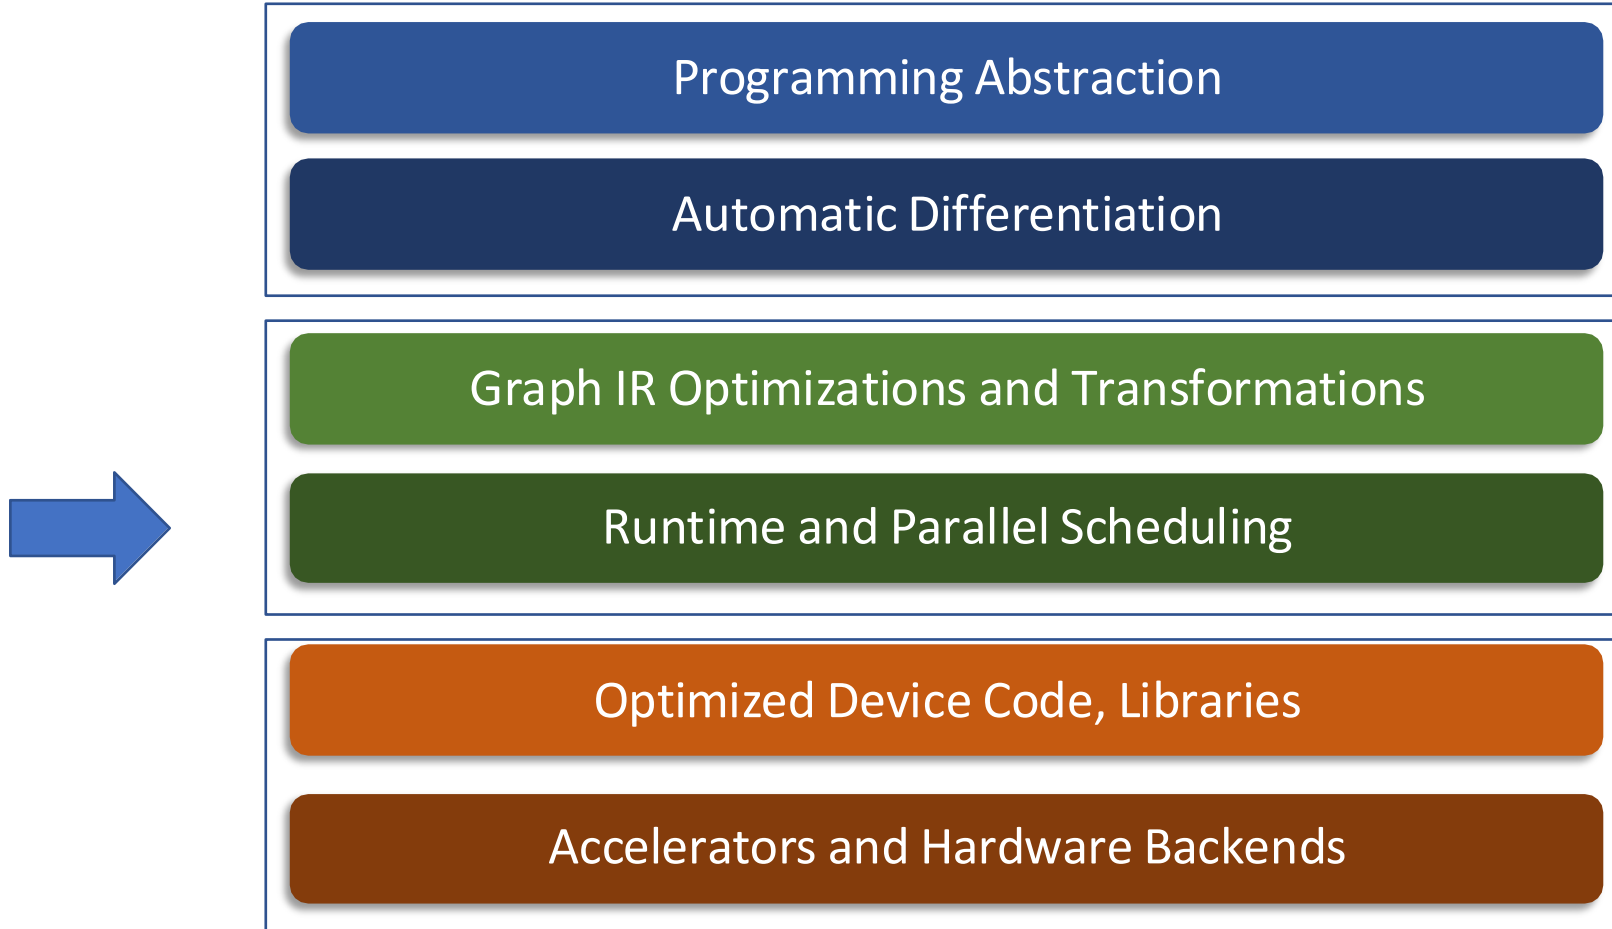 Programming Abstraction
Automatic Differentiation
Graph IR Optimizations and Transformations
Runtime and Parallel Scheduling
Optimized Device Code, Libraries
Accelerators and Hardware Backends